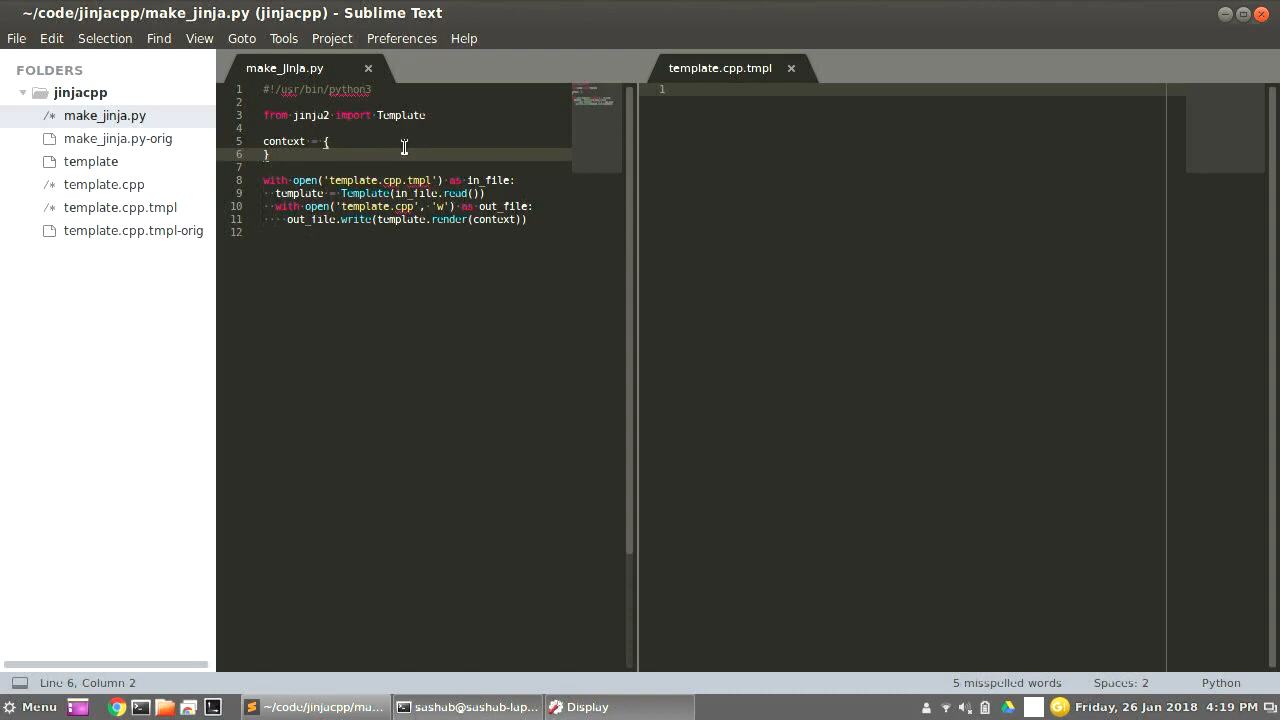 ~/code/jinjacpp/make_jinja.py (jinjacpp) - Sublime Text
File Edit Selection Find View Goto Tools Project Preferences Help
FOLDERS
jinjacpp
/* make_jinja.py
make_jinja.py-orig
template
/* template.cpp
template.cpp.tmpl
template.cpp.tmpl-orig
make_jinja.py
1 #!/usr/bin/python3
2
3 from jinja2 import Template
4
5 context = {
6 }
7
8 with open('template.cpp.tmpl') as in_file:
9 template = Template(in_file.read())
10 with open('template.cpp', 'w') as out_file:
11 out_file.write(template.render(context))
12
template.cpp.tmpl
1
Line 6, Column 2
5 misspelled words
Spaces: 2
Python
Menu
~/code/jinjacpp/ma...
sashab@sashab-lap...
Display
Friday, 26 Jan 2018 4:19 PM